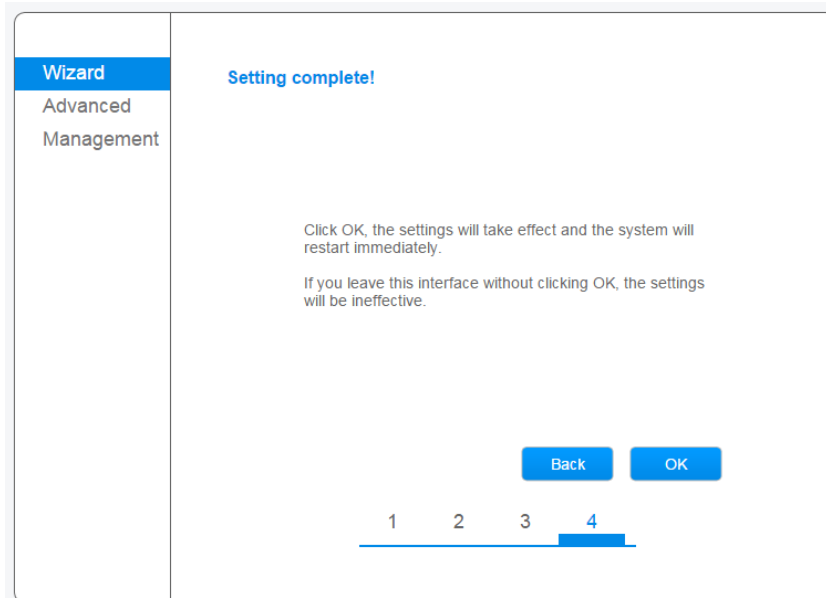 Wizard
Advanced
Management
Setting complete!
Click OK, the settings will take effect and the system will
restart immediately.
If you leave this interface without clicking OK, the settings
will be ineffective.
Back
OK
1
2
3
4